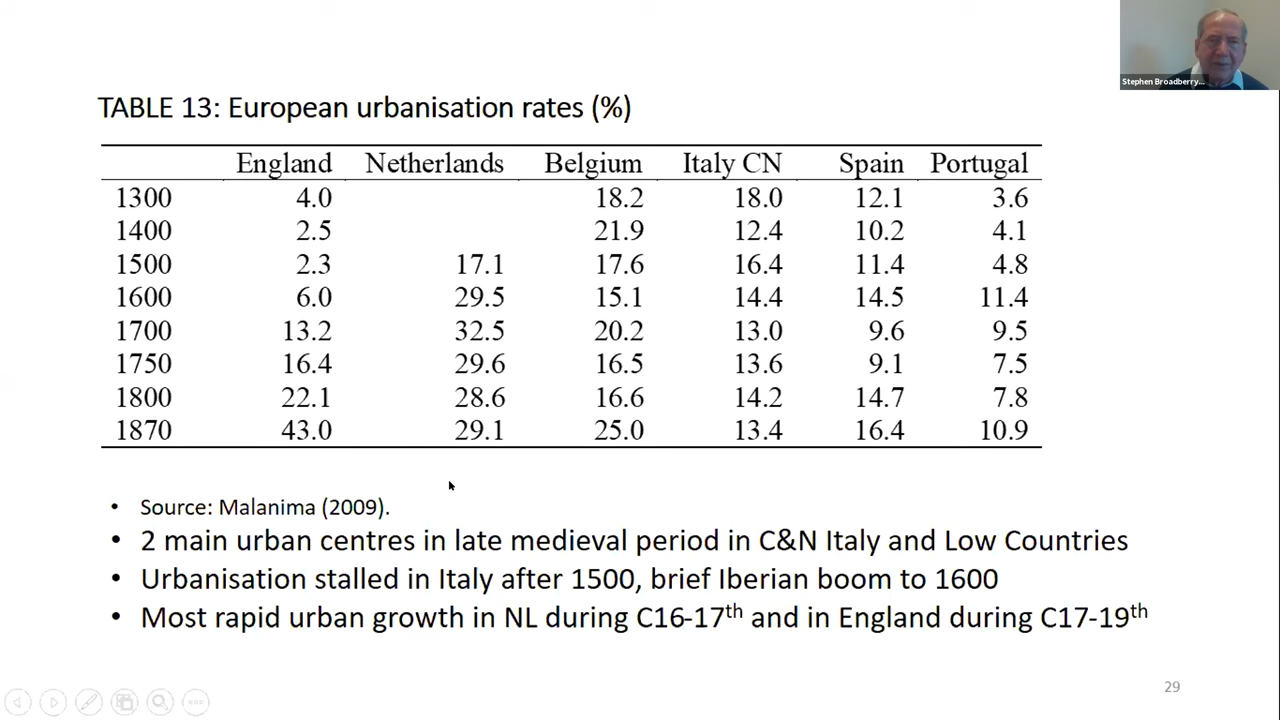 Stephen Broadberry...
TABLE 13: European urbanisation rates (%)
England Netherlands Belgium Italy CN Spain Portugal
1300 4.0 18.2 18.0 12.1 3.6
1400 2.5 21.9 12.4 10.2 4.1
1500 2.3 17.1 17.6 16.4 11.4 4.8
1600 6.0 29.5 15.1 14.4 14.5 11.4
1700 13.2 32.5 20.2 13.0 9.6 9.5
1750 16.4 29.6 16.5 13.6 9.1 7.5
1800 22.1 28.6 16.6 14.2 14.7 7.8
1870 43.0 29.1 25.0 13.4 16.4 10.9
• Source: Malanima (2009).
• 2 main urban centres in late medieval period in C&N Italy and Low Countries
• Urbanisation stalled in Italy after 1500, brief Iberian boom to 1600
• Most rapid urban growth in NL during C16-17th and in England during C17-19th
29